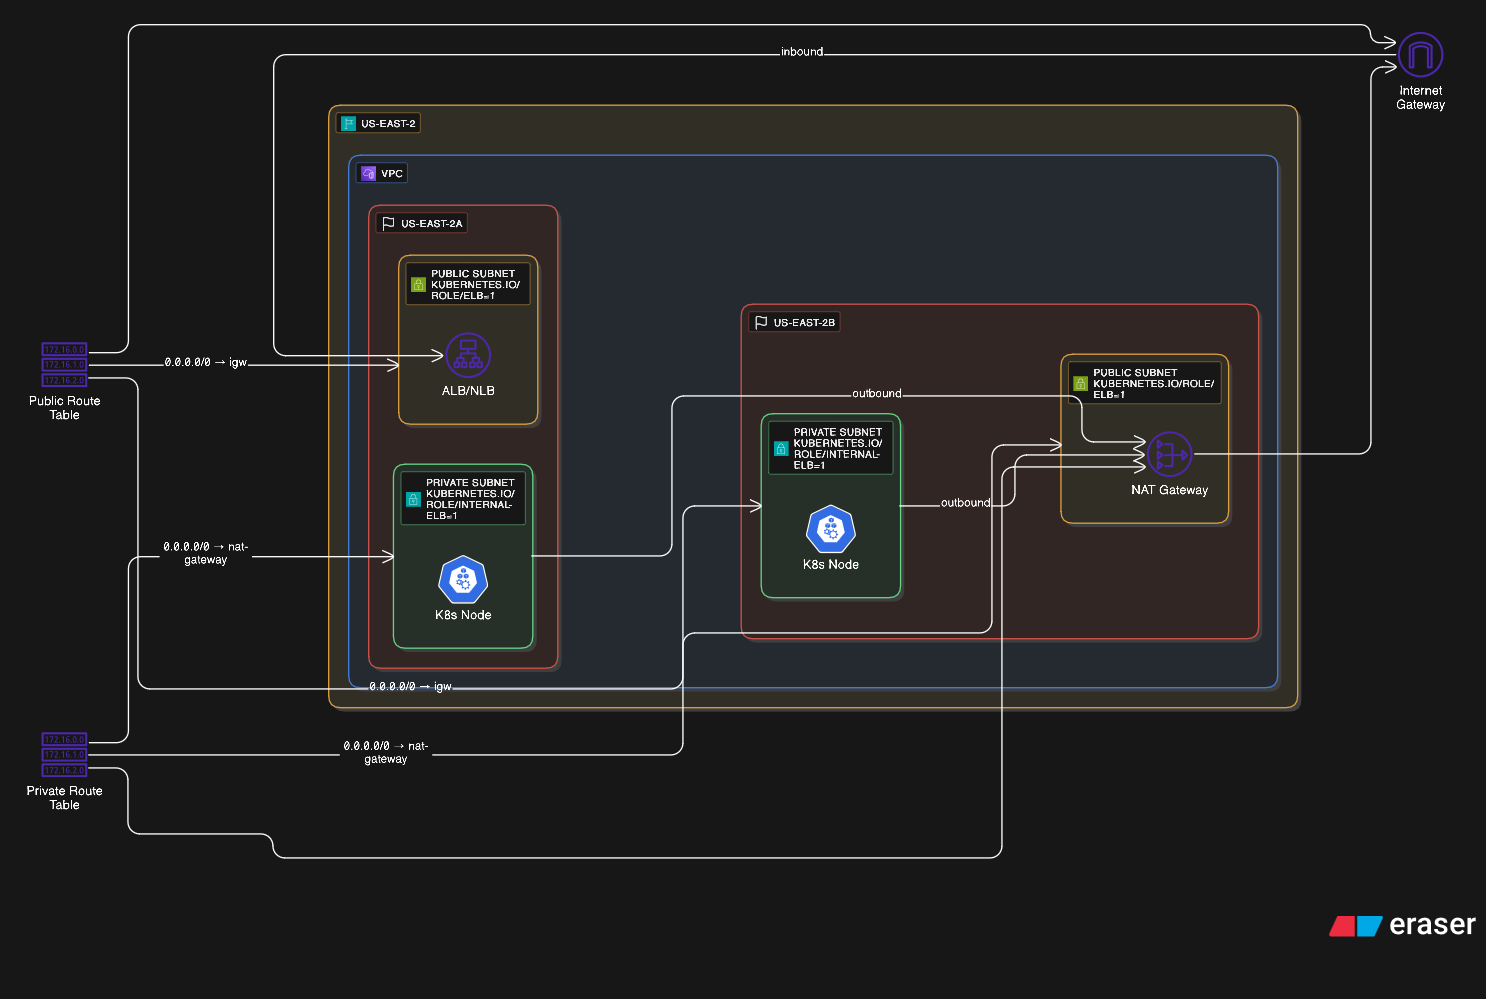 inbound
Internet
Gateway
US-EAST-2
VPC
US-EAST-2A
PUBLIC SUBNET
KUBERNETES.IO/
ROLE/ELB=1
ALB/NLB
172.16.0.0
172.16.1.0
172.16.2.0
Public Route
Table
0.0.0.0/0 → igw
US-EAST-2B
PUBLIC SUBNET
KUBERNETES.IO/ROLE/
ELB=1
NAT Gateway
outbound
PRIVATE SUBNET
KUBERNETES.IO/
ROLE/INTERNAL-
ELB=1
K8s Node
outbound
PRIVATE SUBNET
KUBERNETES.IO/
ROLE/INTERNAL-
ELB=1
K8s Node
0.0.0.0/0 → nat-
gateway
0.0.0.0/0 → igw
172.16.0.0
172.16.1.0
172.16.2.0
Private Route
Table
0.0.0.0/0 → nat-
gateway
eraser